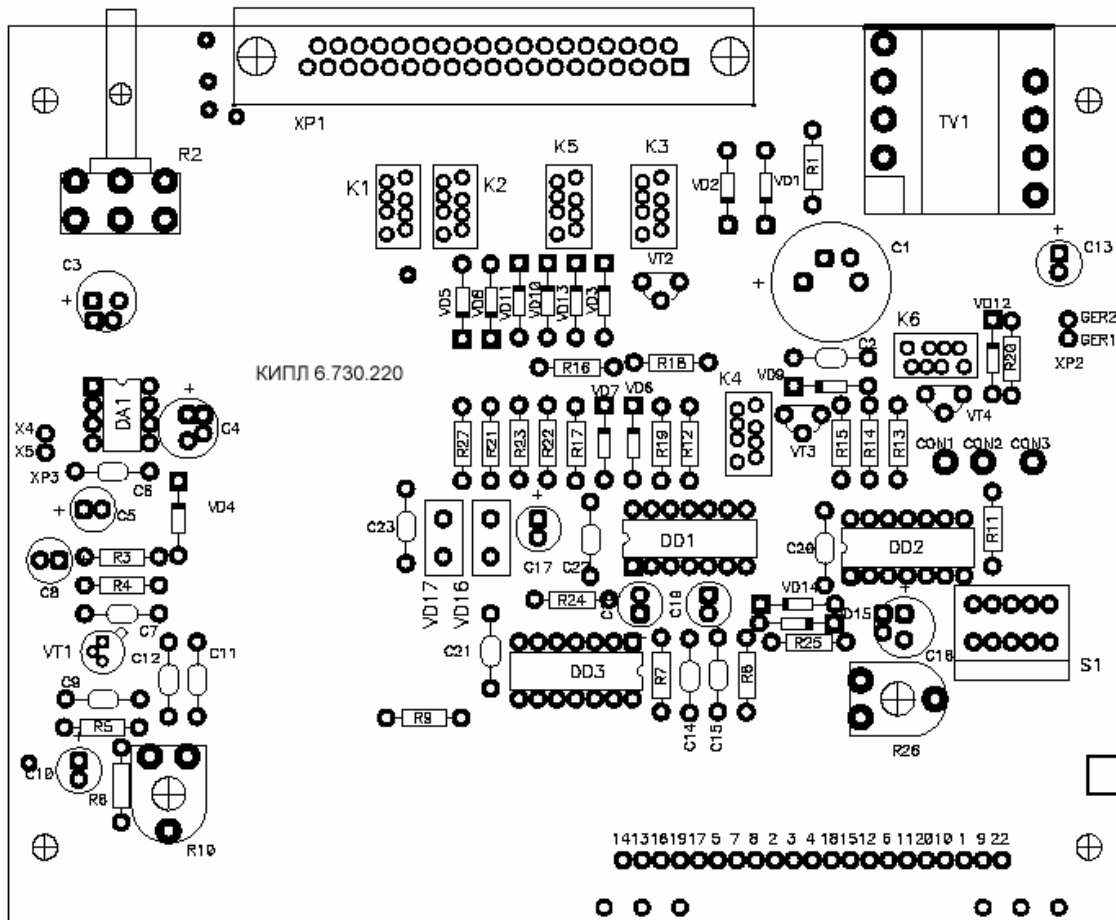 XP1
R2
K1
K2
K5
K3
VD2
VD1
R1
TV1
C3
+
VD5
VD8
VD11
VD10
VD13
VD3
VT2
+
C1
+
C13
VD12
R20
GER2
GER1
XP2
K6
C2
R16
R18
КИПЛ 6.730.220
VD9
VD7
VD6
K4
VT3
VT4
X4
X5
XP3
DA1
+
C4
C6
R27
R21
R23
R22
R17
R19
R12
R15
R14
R13
CON1 CON2 CON3
+
C5
VD4
C23
VD17
VD16
+
C17
C27
DD1
C20
DD2
R11
C8
R3
R4
C7
R24
C19
VD14
VD15
R25
+
C18
S1
VT1
C12
C11
C21
DD3
R7
C14
C15
R8
C9
R5
R9
R26
+
C10
R6
R10
14 13 16 19 17 5 7 8 2 3 4 18 15 12 6 11 20 10 1 9 22